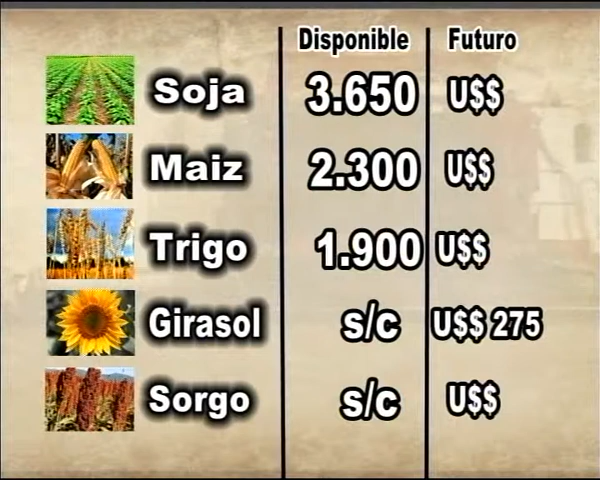 Disponible Futuro
Soja 3.650 U$$
Maiz 2.300 U$$
Trigo 1.900 U$$
Girasol s/c U$$ 275
Sorgo s/c U$$